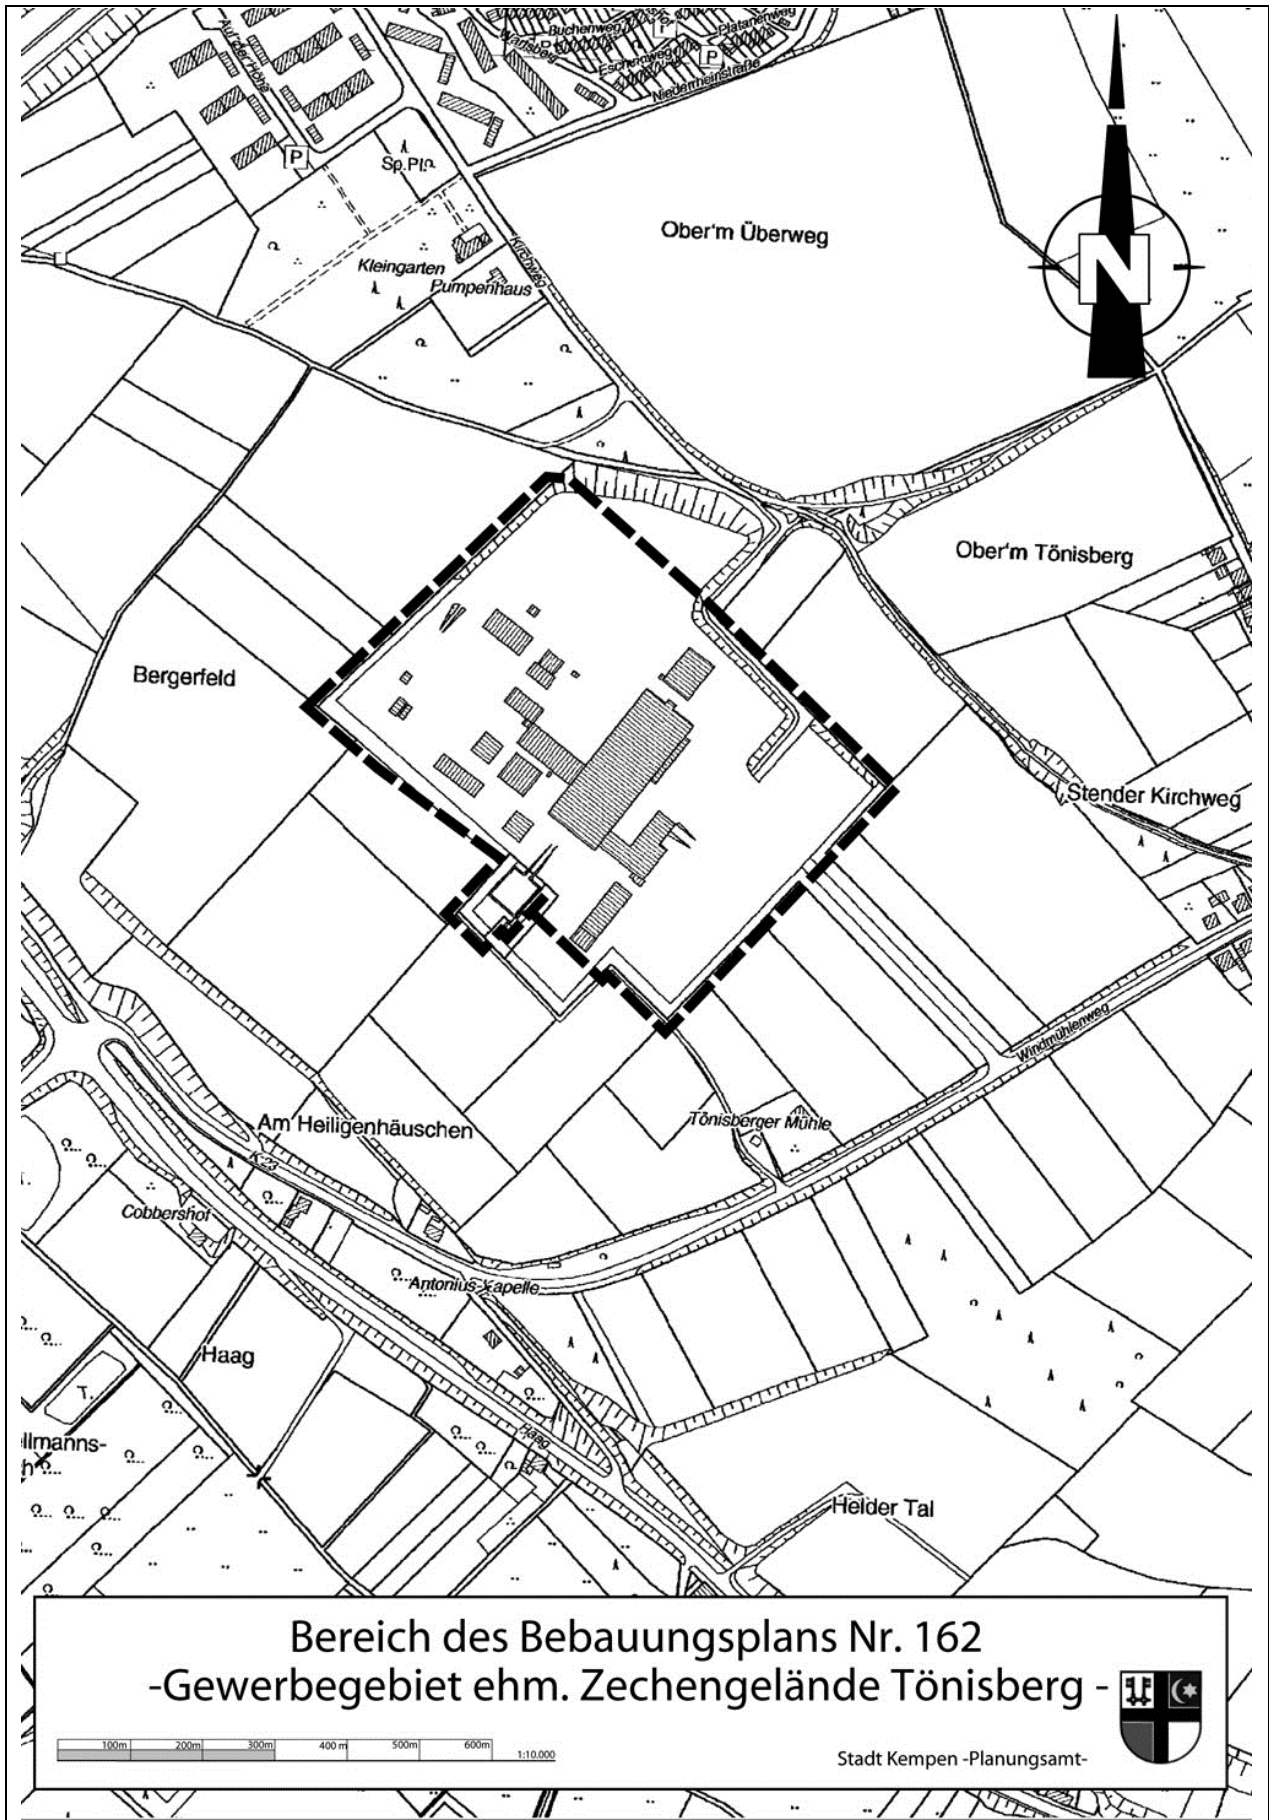 Buchenweg
Platanenweg
Auf der Höhe
Wartsberg
Eschenweg
P
Niederrheinstraße
P
Sp.Pl.
Ober'm Überweg
Kirchweg
N
Kleingarten
Pumpenhaus
Ober'm Tönisberg
Bergerfeld
Stender Kirchweg
Windmühlenweg
Tönisberger Mühle
Am Heiligenhäuschen
K 23
Cobbershof
Antonius-Kapelle
Haag
T.
Haag
llmanns-
h
Helder Tal
Bereich des Bebauungsplans Nr. 162
-Gewerbegebiet ehm. Zechengelände Tönisberg -
100m 200m 300m 400 m 500m 600m
1:10.000
Stadt Kempen -Planungsamt-